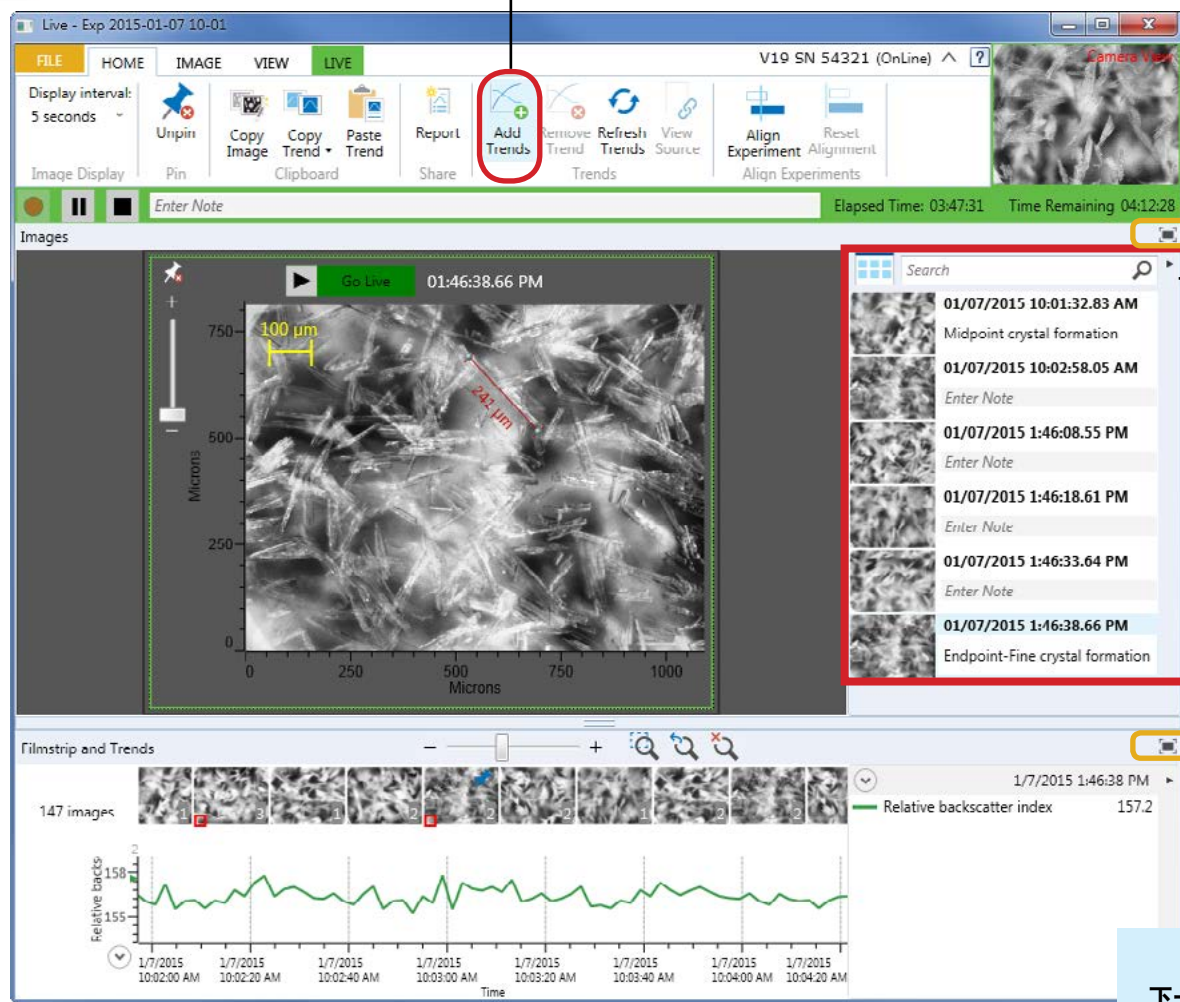 Live - Exp 2015-01-07 10-01
FILE HOME IMAGE VIEW LIVE
V19 SN 54321 (OnLine)
?
Camera View
Display interval:
5 seconds
Unpin
Copy Image
Copy Trend
Paste Trend
Report
Add Trends
Remove Trend
Refresh Trends
View Source
Align Experiment
Reset Alignment
Image Display
Pin
Clipboard
Share
Trends
Align Experiments
Enter Note
Elapsed Time: 03:47:31
Time Remaining 04:12:28
Images
Go Live
01:46:38.66 PM
+
−
100 µm
241 µm
750
500
250
0
Microns
0 250 500 750 1000
Microns
Search
01/07/2015 10:01:32.83 AM
Midpoint crystal formation
01/07/2015 10:02:58.05 AM
Enter Note
01/07/2015 1:46:08.55 PM
Enter Note
01/07/2015 1:46:18.61 PM
Enter Note
01/07/2015 1:46:33.64 PM
Enter Note
01/07/2015 1:46:38.66 PM
Endpoint-Fine crystal formation
Filmstrip and Trends
− +
147 images
1 3 1 2 2 2 1 2 2
1/7/2015 1:46:38 PM
Relative backscatter index 157.2
2
158
155
Relative backs
1/7/2015 1/7/2015 1/7/2015 1/7/2015 1/7/2015 1/7/2015 1/7/2015 1/7/2015
10:02:00 AM 10:02:20 AM 10:02:40 AM 10:03:00 AM 10:03:20 AM 10:03:40 AM 10:04:00 AM 10:04:20 AM
Time
下